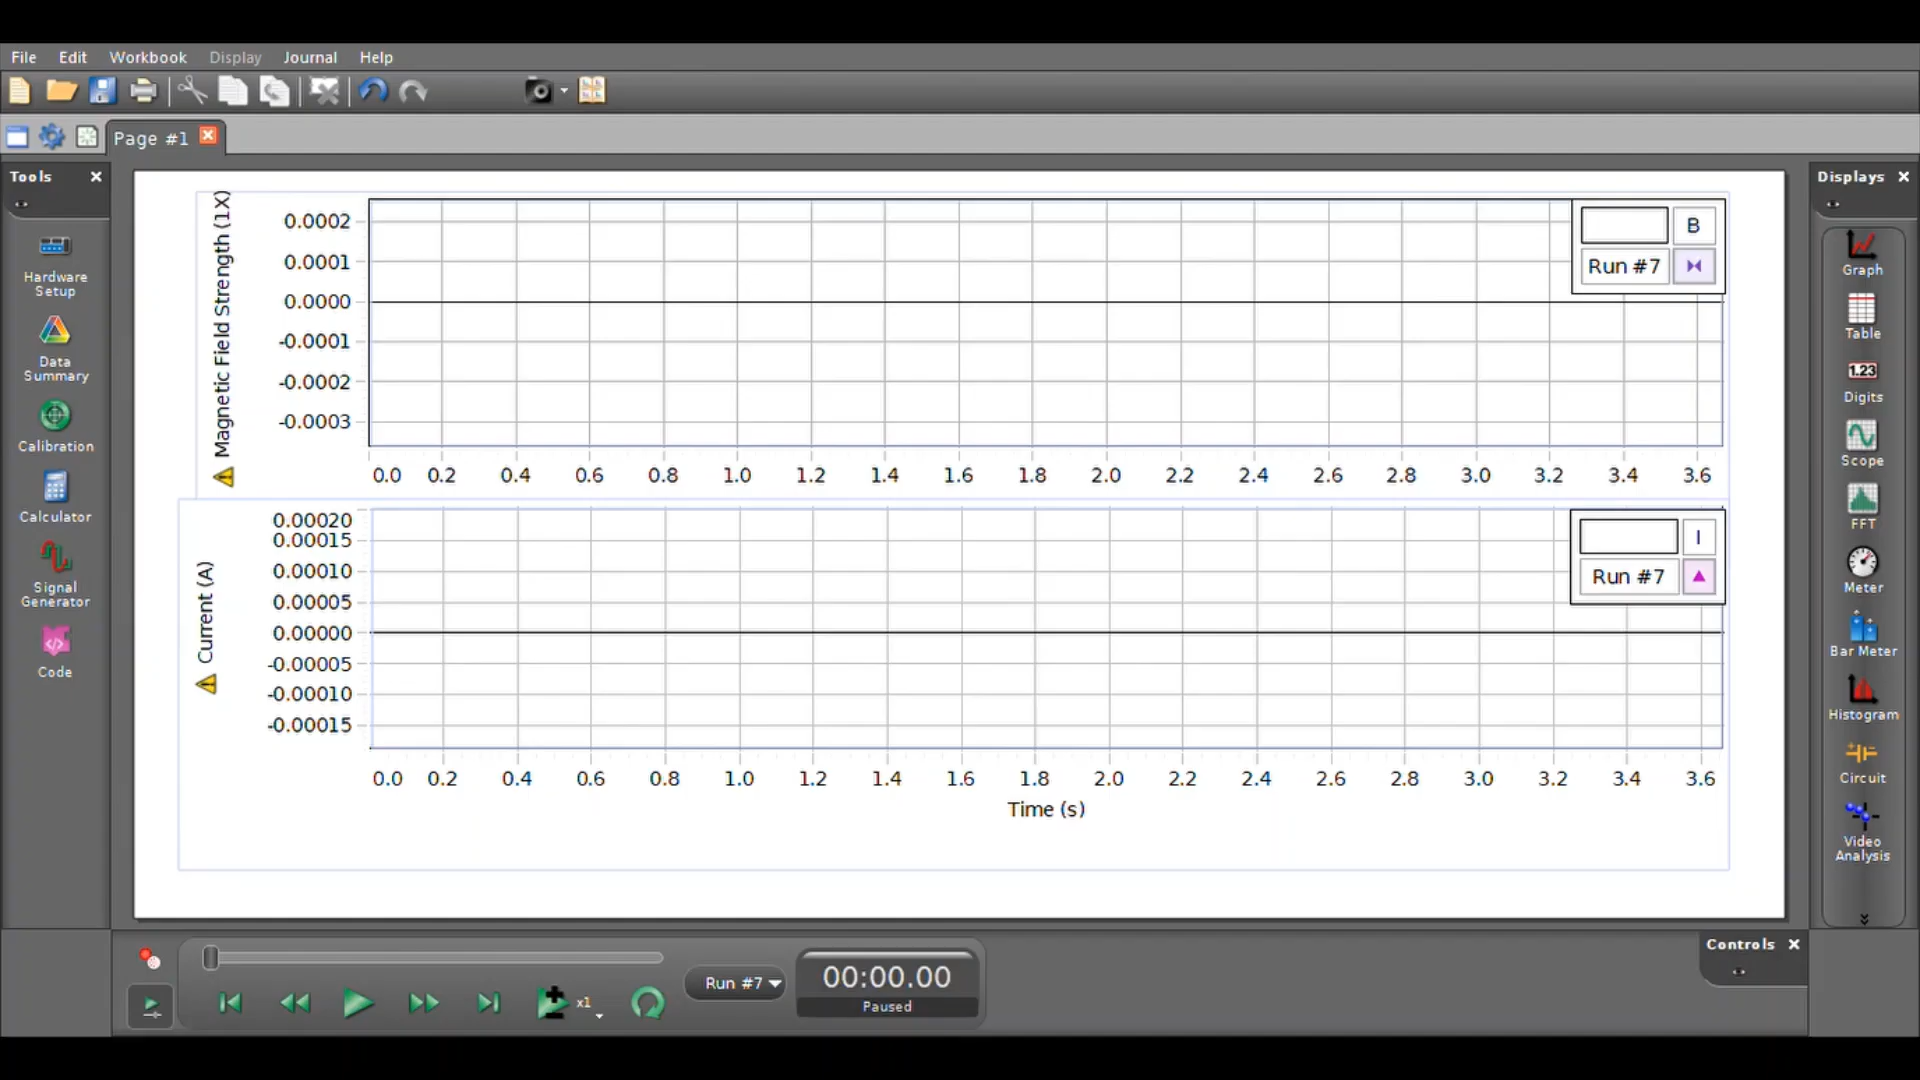 File Edit Workbook Display Journal Help
Page #1
Tools
Hardware
Setup
Data
Summary
Calibration
Calculator
Signal
Generator
Code
Magnetic Field Strength (1X)
0.0002
0.0001
0.0000
-0.0001
-0.0002
-0.0003
0.0 0.2 0.4 0.6 0.8 1.0 1.2 1.4 1.6 1.8 2.0 2.2 2.4 2.6 2.8 3.0 3.2 3.4 3.6
B
Run #7
Current (A)
0.00020
0.00015
0.00010
0.00005
0.00000
-0.00005
-0.00010
-0.00015
0.0 0.2 0.4 0.6 0.8 1.0 1.2 1.4 1.6 1.8 2.0 2.2 2.4 2.6 2.8 3.0 3.2 3.4 3.6
Time (s)
I
Run #7
Displays
Graph
Table
1.23
Digits
Scope
FFT
Meter
Bar Meter
Histogram
Circuit
Video
Analysis
x1
Run #7
00:00.00
Paused
Controls